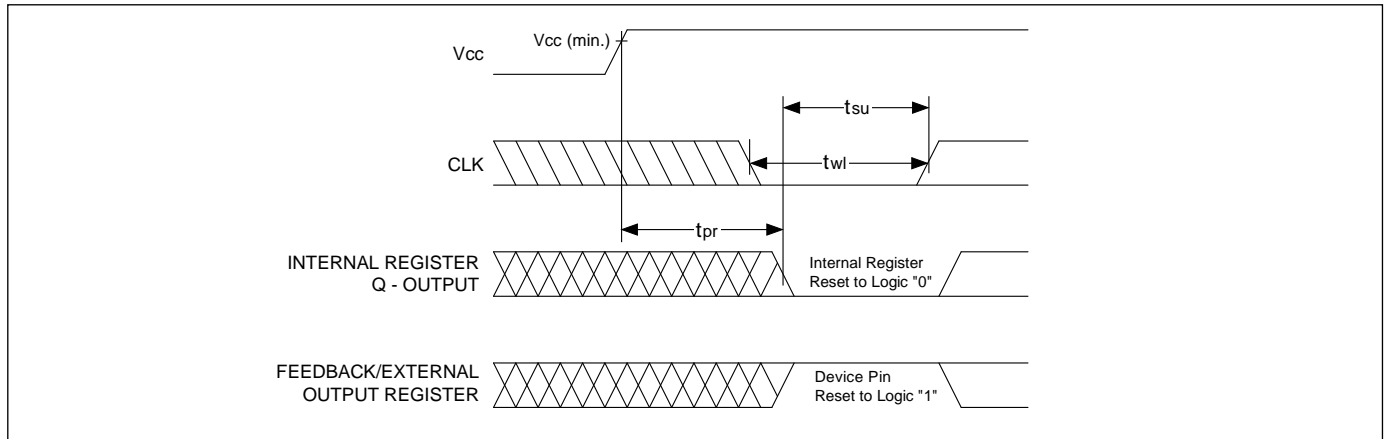 Vcc
Vcc (min.)
tsu
CLK
twl
tpr
INTERNAL REGISTER
Q - OUTPUT
Internal Register
Reset to Logic "0"
FEEDBACK/EXTERNAL
OUTPUT REGISTER
Device Pin
Reset to Logic "1"